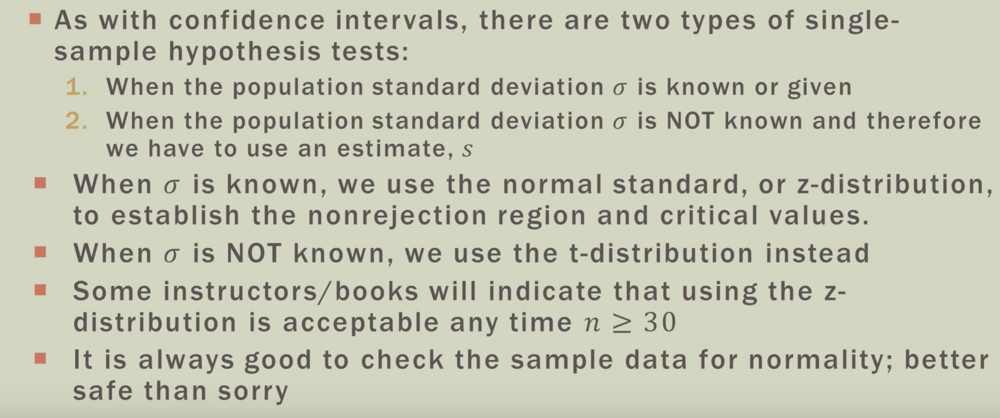 As with confidence intervals, there are two types of single-
sample hypothesis tests:
1. When the population standard deviation σ is known or given
2. When the population standard deviation σ is NOT known and therefore
we have to use an estimate, s
When σ is known, we use the normal standard, or z-distribution,
to establish the nonrejection region and critical values.
When σ is NOT known, we use the t-distribution instead
Some instructors/books will indicate that using the z-
distribution is acceptable any time n ≥ 30
It is always good to check the sample data for normality; better
safe than sorry